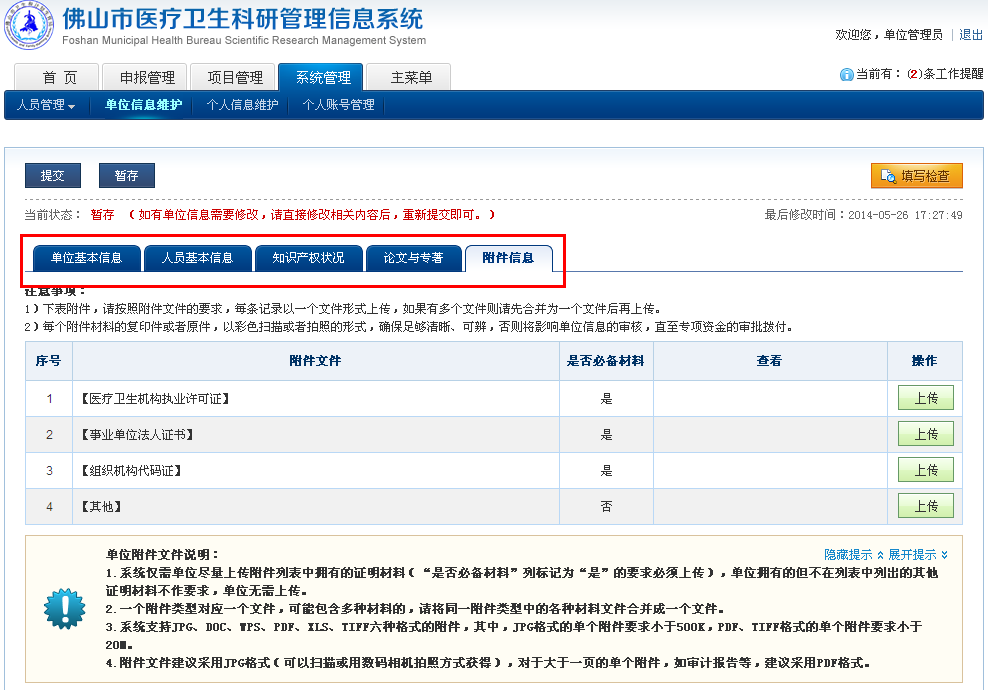 佛山市医疗卫生科研管理信息系统
Foshan Municipal Health Bureau Scientific Research Management System
欢迎您，单位管理员 | 退出
首 页 申报管理 项目管理 系统管理 主菜单
当前有：(2)条工作提醒
人员管理 单位信息维护 个人信息维护 个人账号管理
提交 暂存 填写检查
当前状态： 暂存 （如有单位信息需要修改，请直接修改相关内容后，重新提交即可。） 最后修改时间：2014-05-26 17:27:49
单位基本信息 人员基本信息 知识产权状况 论文与专著 附件信息
注意事项：
1）下表附件，请按照附件文件的要求，每条记录以一个文件形式上传，如果有多个文件则请先合并为一个文件后再上传。
2）每个附件材料的复印件或者原件，以彩色扫描或者拍照的形式，确保足够清晰、可辨，否则将影响单位信息的审核，直至专项资金的审批拨付。
序号 附件文件 是否必备材料 查看 操作
1 【医疗卫生机构执业许可证】 是 上传
2 【事业单位法人证书】 是 上传
3 【组织机构代码证】 是 上传
4 【其他】 否 上传
单位附件文件说明： 隐藏提示 展开提示
1.系统仅需单位尽量上传附件列表中拥有的证明材料（“是否必备材料”列标记为“是”的要求必须上传），单位拥有的但不在列表中列出的其他
证明材料不作要求，单位无需上传。
2.一个附件类型对应一个文件，可能包含多种材料的，请将同一附件类型中的各种材料文件合并成一个文件。
3.系统支持JPG、DOC、WPS、PDF、XLS、TIFF六种格式的附件，其中，JPG格式的单个附件要求小于500K，PDF、TIFF格式的单个附件要求小于
20M。
4.附件文件建议采用JPG格式（可以扫描或用数码相机拍照方式获得），对于大于一页的单个附件，如审计报告等，建议采用PDF格式。